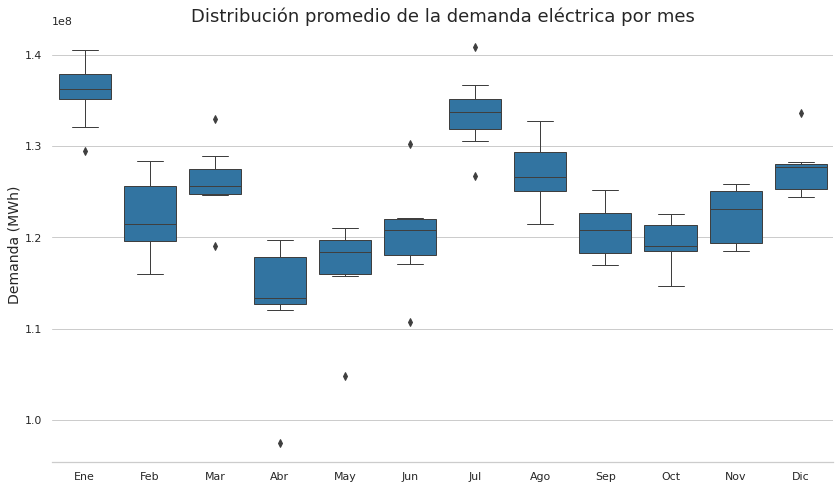 Distribución promedio de la demanda eléctrica por mes
1e8
1.4
1.3
1.2
1.1
1.0
Demanda (MWh)
Ene Feb Mar Abr May Jun Jul Ago Sep Oct Nov Dic